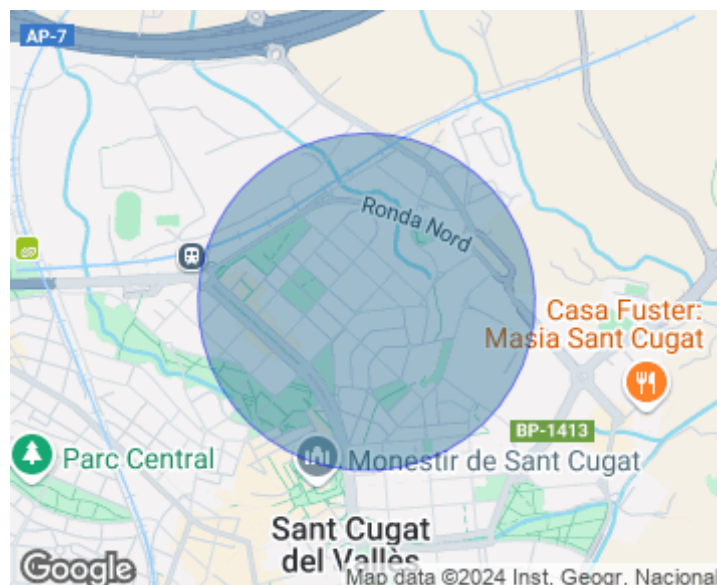 AP-7
Ronda Nord
Casa Fuster:
Masia Sant Cugat
BP-1413
Parc Central
Monestir de Sant Cugat
Sant Cugat
del Vallès
Google
Map data ©2024 Inst. Geogr. Nacional